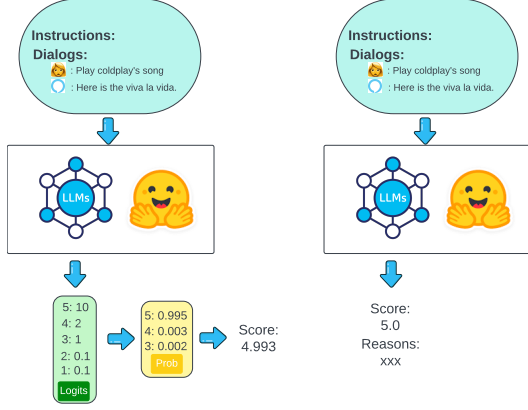 Instructions:
Dialogs:
: Play coldplay's song
: Here is the viva la vida.
LLMs
5: 10
4: 2
3: 1
2: 0.1
1: 0.1
Logits
5: 0.995
4: 0.003
3: 0.002
Prob
Score:
4.993
Instructions:
Dialogs:
: Play coldplay's song
: Here is the viva la vida.
LLMs
Score:
5.0
Reasons:
xxx